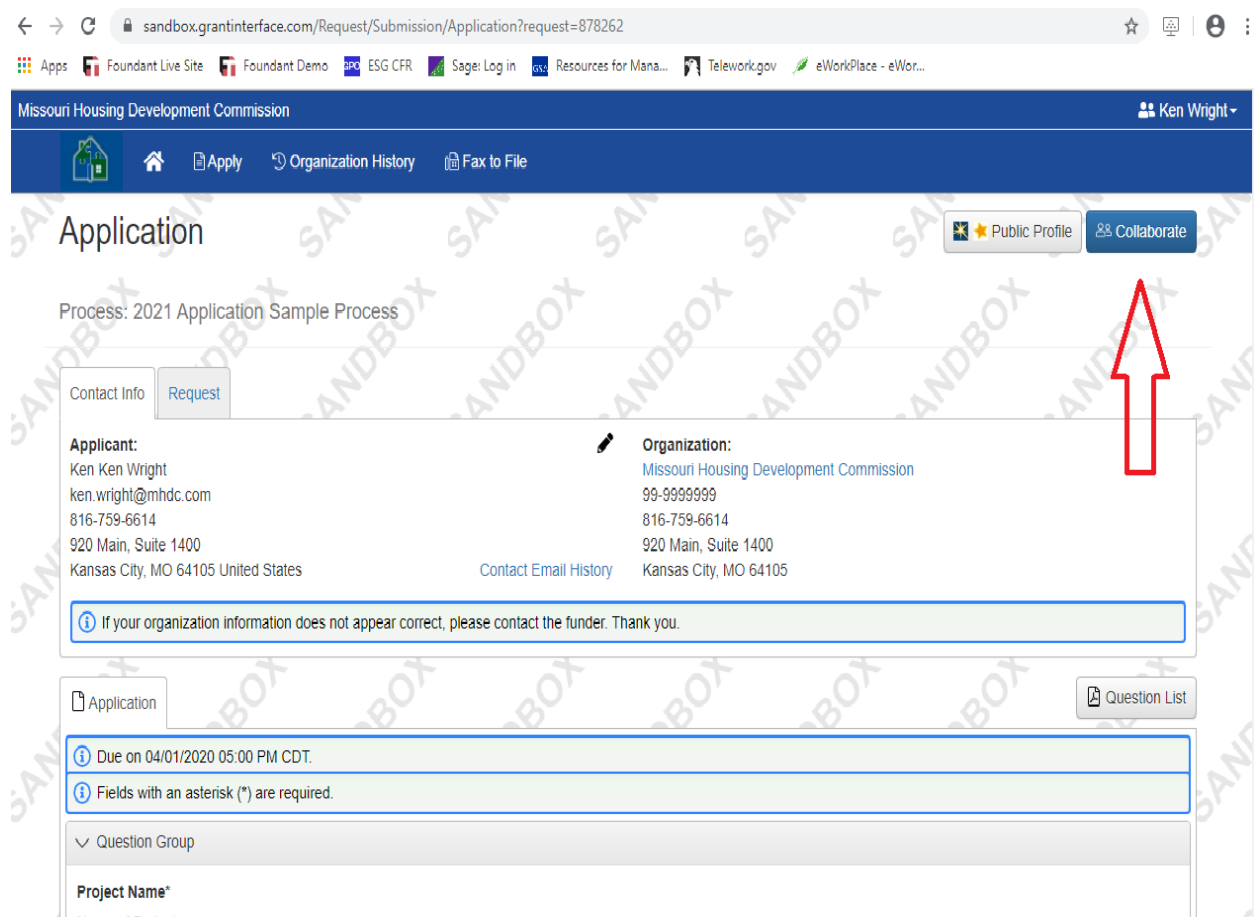 sandbox.grantinterface.com/Request/Submission/Application?request=878262
Apps Foundant Live Site Foundant Demo GPO ESG CFR Sage: Log in GSA Resources for Mana... Telework.gov eWorkPlace - eWor...
Missouri Housing Development Commission Ken Wright
Apply Organization History Fax to File
Application Public Profile Collaborate
Process: 2021 Application Sample Process
Contact Info Request
Applicant: Organization:
Ken Ken Wright Missouri Housing Development Commission
ken.wright@mhdc.com 99-9999999
816-759-6614 816-759-6614
920 Main, Suite 1400 920 Main, Suite 1400
Kansas City, MO 64105 United States Contact Email History Kansas City, MO 64105
If your organization information does not appear correct, please contact the funder. Thank you.
Application Question List
Due on 04/01/2020 05:00 PM CDT.
Fields with an asterisk (*) are required.
Question Group
Project Name*
SANDBOX